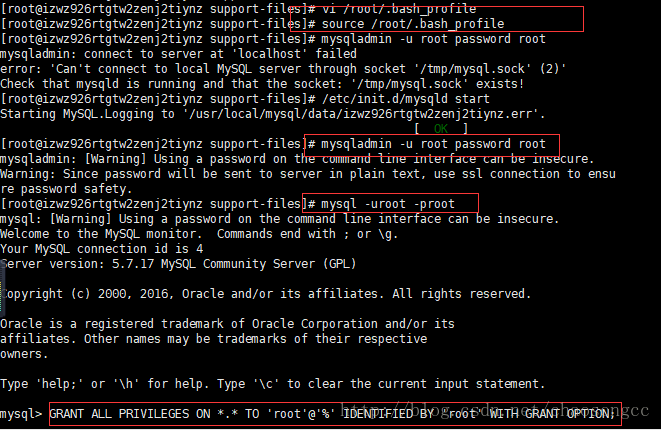 [root@izwz926rtgtw2zenj2tiynz support-files]# vi /root/.bash_profile
[root@izwz926rtgtw2zenj2tiynz support-files]# source /root/.bash_profile
[root@izwz926rtgtw2zenj2tiynz support-files]# mysqladmin -u root password root
mysqladmin: connect to server at 'localhost' failed
error: 'Can't connect to local MySQL server through socket '/tmp/mysql.sock' (2)'
Check that mysqld is running and that the socket: '/tmp/mysql.sock' exists!
[root@izwz926rtgtw2zenj2tiynz support-files]# /etc/init.d/mysqld start
Starting MySQL.Logging to '/usr/local/mysql/data/izwz926rtgtw2zenj2tiynz.err'.
[ OK ]
[root@izwz926rtgtw2zenj2tiynz support-files]# mysqladmin -u root password root
mysqladmin: [Warning] Using a password on the command line interface can be insecure.
Warning: Since password will be sent to server in plain text, use ssl connection to ensu
re password safety.
[root@izwz926rtgtw2zenj2tiynz support-files]# mysql -uroot -proot
mysql: [Warning] Using a password on the command line interface can be insecure.
Welcome to the MySQL monitor.  Commands end with ; or \g.
Your MySQL connection id is 4
Server version: 5.7.17 MySQL Community Server (GPL)
Copyright (c) 2000, 2016, Oracle and/or its affiliates. All rights reserved.
Oracle is a registered trademark of Oracle Corporation and/or its
affiliates. Other names may be trademarks of their respective
owners.
Type 'help;' or '\h' for help. Type '\c' to clear the current input statement.
mysql> GRANT ALL PRIVILEGES ON *.* TO 'root'@'%' IDENTIFIED BY 'root' WITH GRANT OPTION;